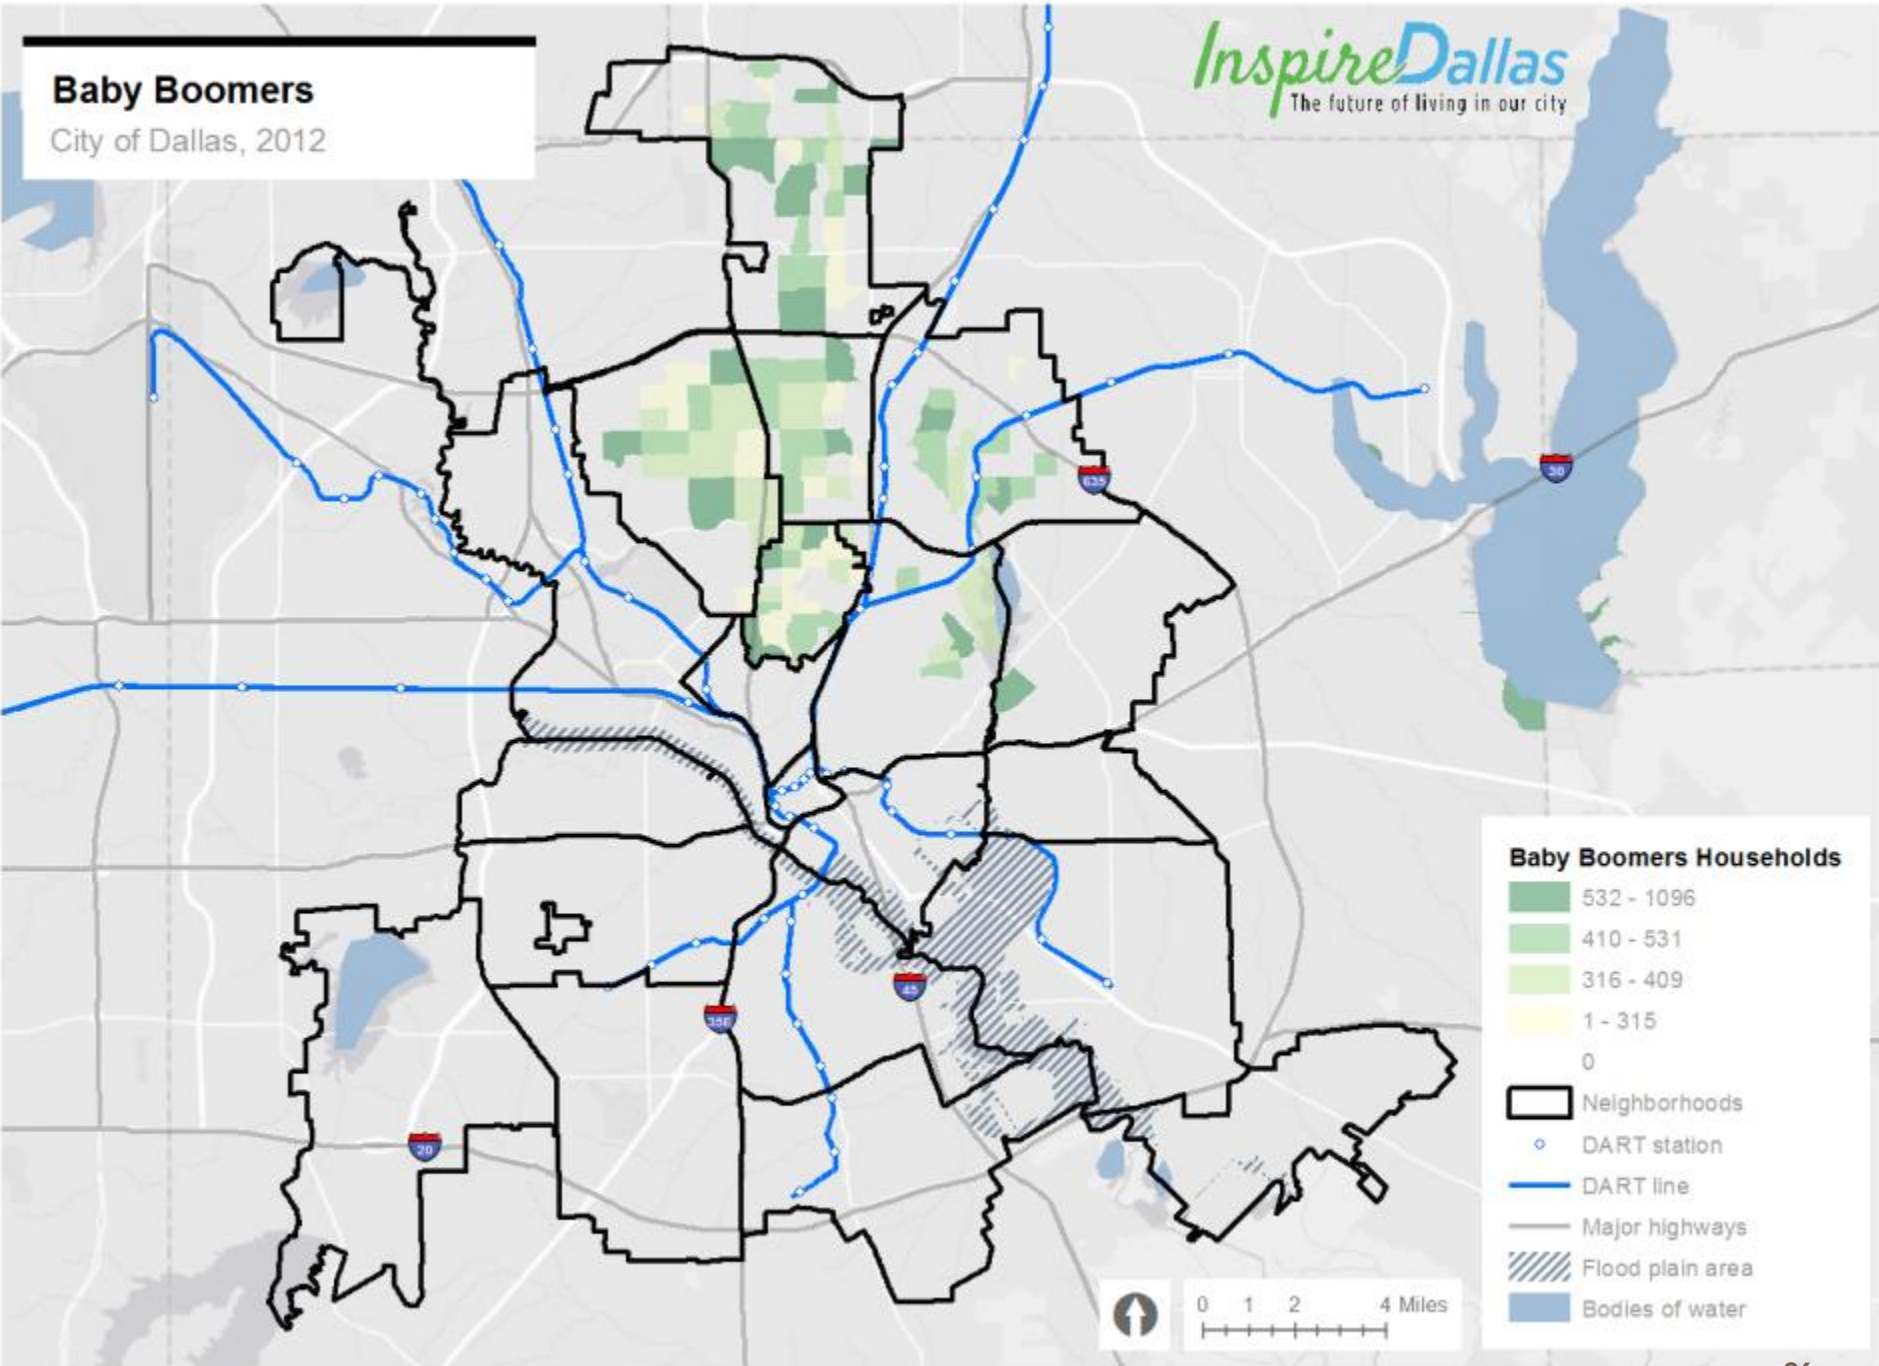 Baby Boomers
City of Dallas, 2012
InspireDallas
The future of living in our city
30
635
45
35E
20
Baby Boomers Households
532 - 1096
410 - 531
316 - 409
1 - 315
0
Neighborhoods
DART station
DART line
Major highways
Flood plain area
Bodies of water
0 1 2 4 Miles